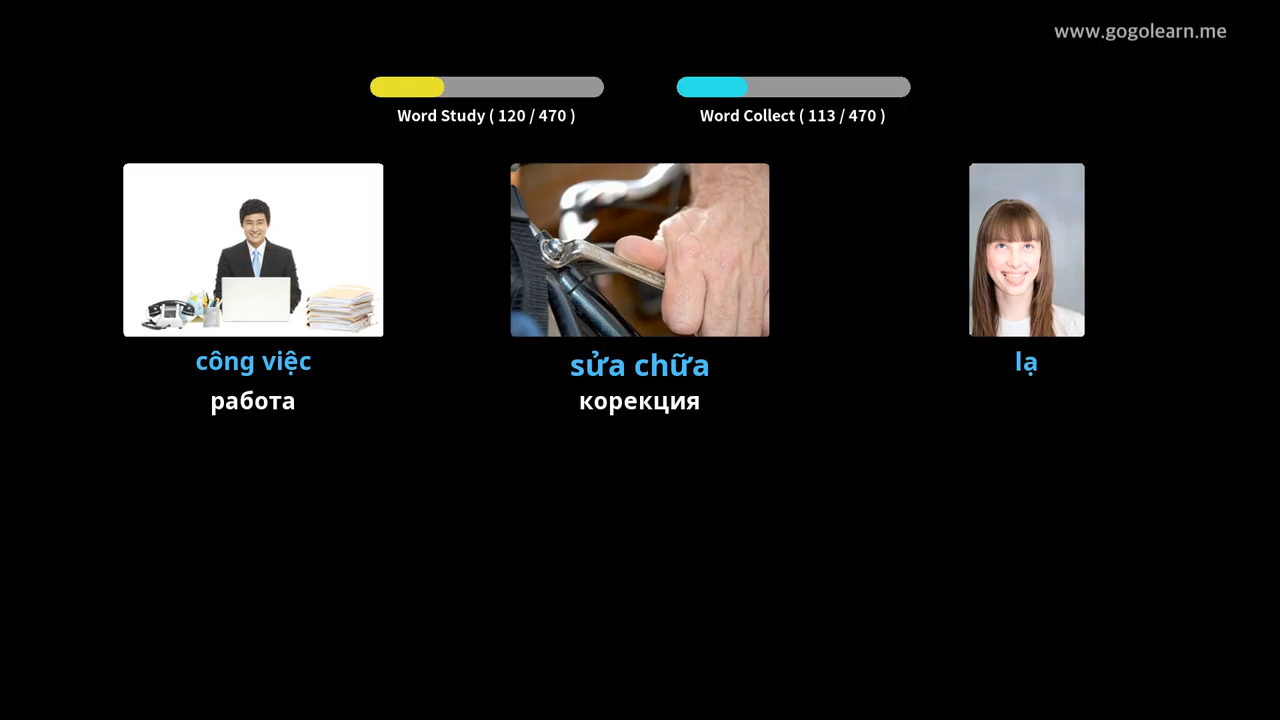 www.gogolearn.me
Word Study ( 120 / 470 )
Word Collect ( 113 / 470 )
công việc
работа
sửa chữa
корекция
lạ